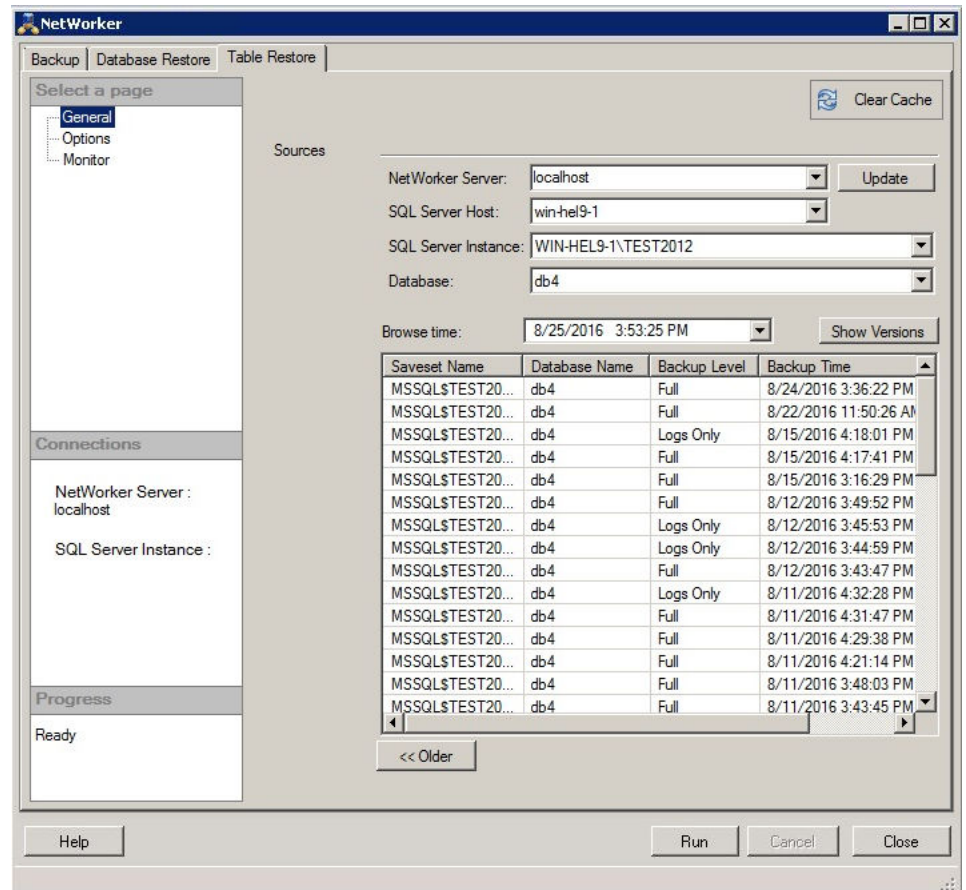 NetWorker
Backup Database Restore Table Restore
Select a page
General
Options
Monitor
Clear Cache
Sources
NetWorker Server: localhost Update
SQL Server Host: win-hel9-1
SQL Server Instance: WIN-HEL9-1\TEST2012
Database: db4
Browse time: 8/25/2016 3:53:25 PM Show Versions
Saveset Name Database Name Backup Level Backup Time
MSSQL$TEST20... db4 Full 8/24/2016 3:36:22 PM
MSSQL$TEST20... db4 Full 8/22/2016 11:50:26 AM
MSSQL$TEST20... db4 Logs Only 8/15/2016 4:18:01 PM
MSSQL$TEST20... db4 Full 8/15/2016 4:17:41 PM
MSSQL$TEST20... db4 Full 8/15/2016 3:16:29 PM
MSSQL$TEST20... db4 Full 8/12/2016 3:49:52 PM
MSSQL$TEST20... db4 Logs Only 8/12/2016 3:45:53 PM
MSSQL$TEST20... db4 Logs Only 8/12/2016 3:44:59 PM
MSSQL$TEST20... db4 Full 8/12/2016 3:43:47 PM
MSSQL$TEST20... db4 Logs Only 8/11/2016 4:32:28 PM
MSSQL$TEST20... db4 Full 8/11/2016 4:31:47 PM
MSSQL$TEST20... db4 Full 8/11/2016 4:29:38 PM
MSSQL$TEST20... db4 Full 8/11/2016 4:21:14 PM
MSSQL$TEST20... db4 Full 8/11/2016 3:48:03 PM
MSSQL$TEST20... db4 Full 8/11/2016 3:43:45 PM
<< Older
Connections
NetWorker Server :
localhost
SQL Server Instance :
Progress
Ready
Help Run Cancel Close